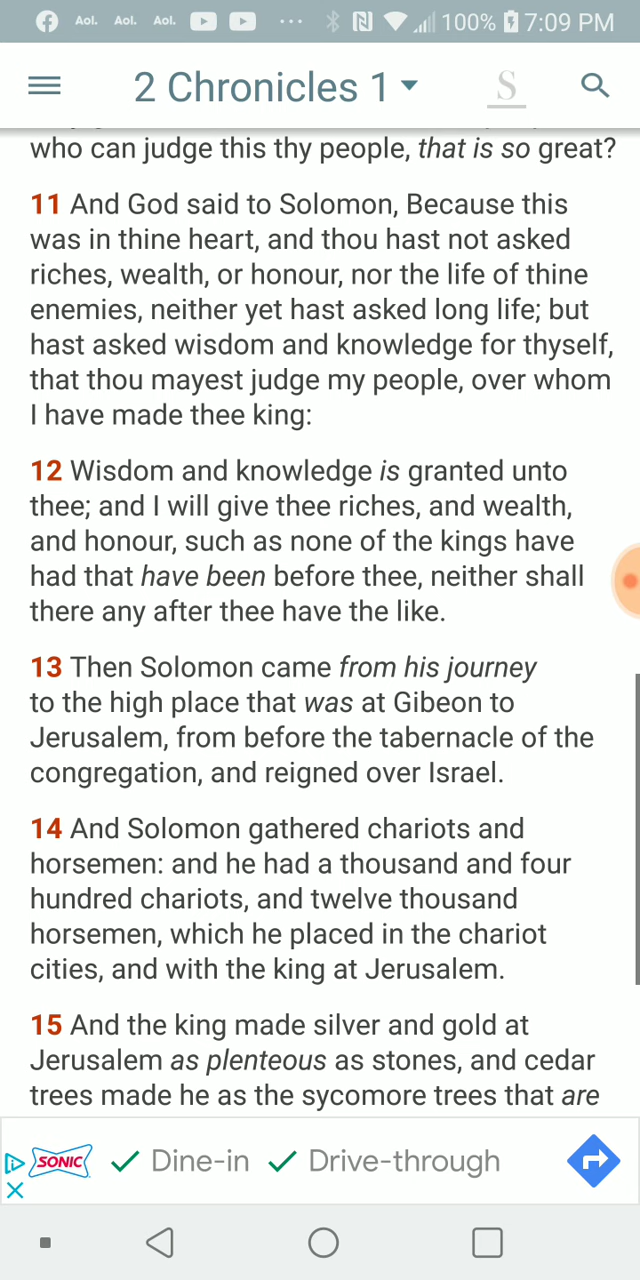 Aol. Aol. Aol. ... 100% 7:09 PM
2 Chronicles 1 S
who can judge this thy people, that is so great?
11 And God said to Solomon, Because this
was in thine heart, and thou hast not asked
riches, wealth, or honour, nor the life of thine
enemies, neither yet hast asked long life; but
hast asked wisdom and knowledge for thyself,
that thou mayest judge my people, over whom
I have made thee king:
12 Wisdom and knowledge is granted unto
thee; and I will give thee riches, and wealth,
and honour, such as none of the kings have
had that have been before thee, neither shall
there any after thee have the like.
13 Then Solomon came from his journey
to the high place that was at Gibeon to
Jerusalem, from before the tabernacle of the
congregation, and reigned over Israel.
14 And Solomon gathered chariots and
horsemen: and he had a thousand and four
hundred chariots, and twelve thousand
horsemen, which he placed in the chariot
cities, and with the king at Jerusalem.
15 And the king made silver and gold at
Jerusalem as plenteous as stones, and cedar
trees made he as the sycomore trees that are
SONIC Dine-in Drive-through